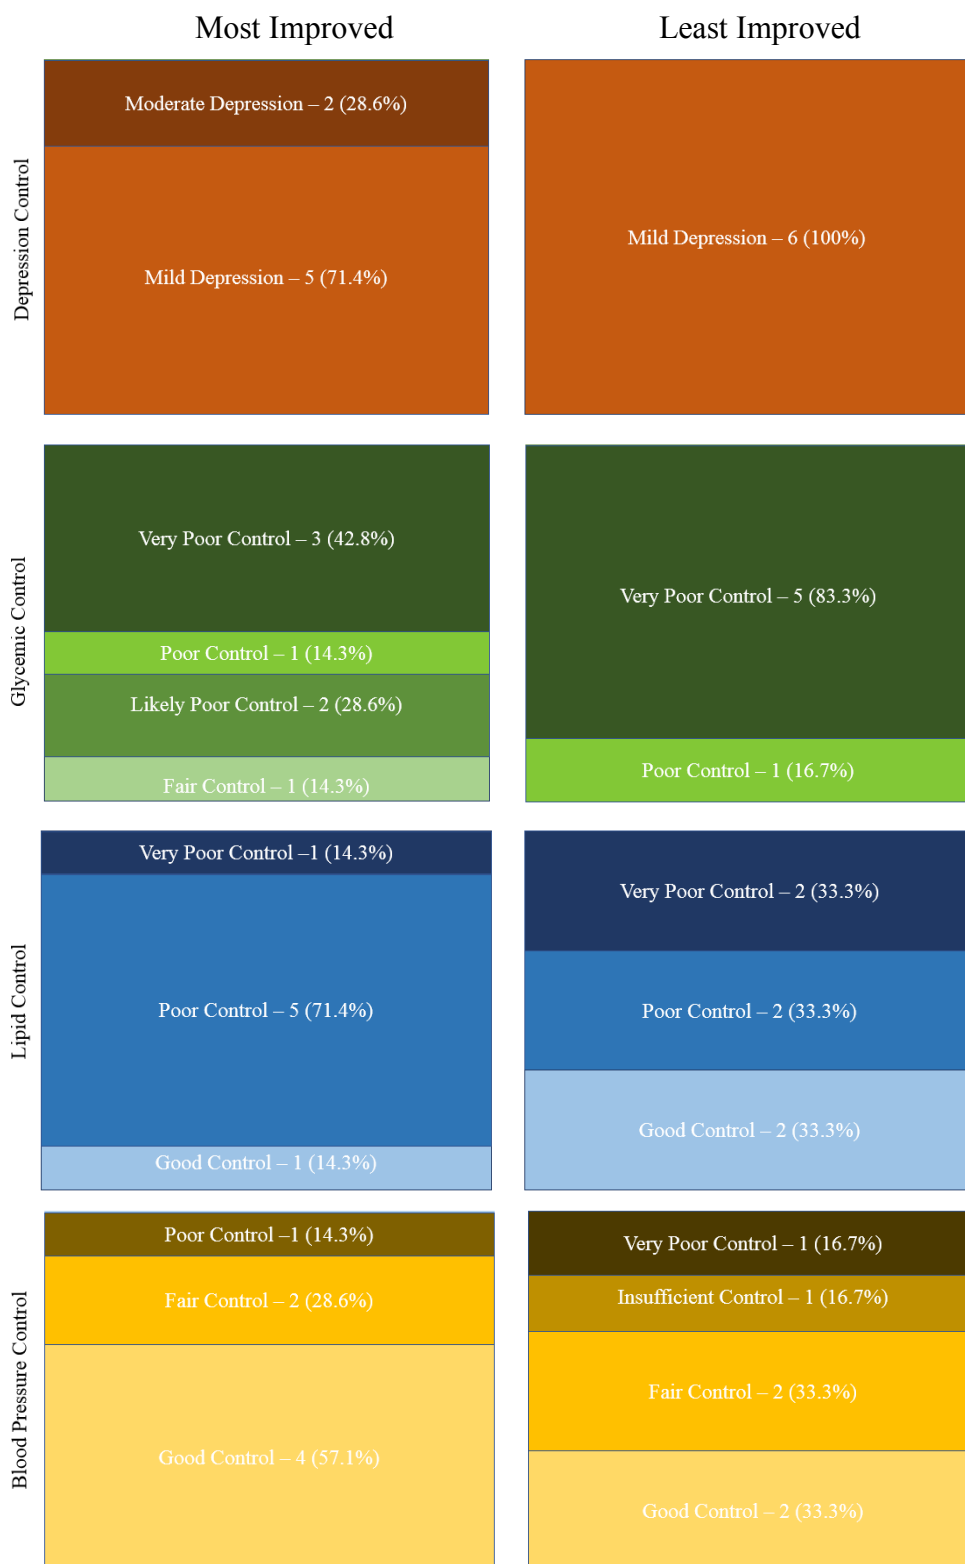 Most Improved
Least Improved
Depression Control
Moderate Depression – 2 (28.6%)
Mild Depression – 5 (71.4%)
Mild Depression – 6 (100%)
Glycemic Control
Very Poor Control – 3 (42.8%)
Poor Control – 1 (14.3%)
Likely Poor Control – 2 (28.6%)
Fair Control – 1 (14.3%)
Very Poor Control – 5 (83.3%)
Poor Control – 1 (16.7%)
Lipid Control
Very Poor Control –1 (14.3%)
Poor Control – 5 (71.4%)
Good Control – 1 (14.3%)
Very Poor Control – 2 (33.3%)
Poor Control – 2 (33.3%)
Good Control – 2 (33.3%)
Blood Pressure Control
Poor Control –1 (14.3%)
Fair Control – 2 (28.6%)
Good Control – 4 (57.1%)
Very Poor Control – 1 (16.7%)
Insufficient Control – 1 (16.7%)
Fair Control – 2 (33.3%)
Good Control – 2 (33.3%)